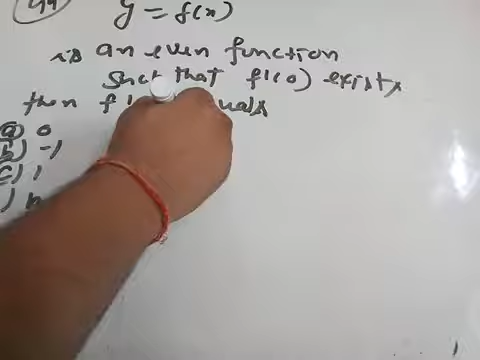 y = f(x)
is an even function
such that f'(0) exists
then f'
a) 0
b) -1
c) 1
)